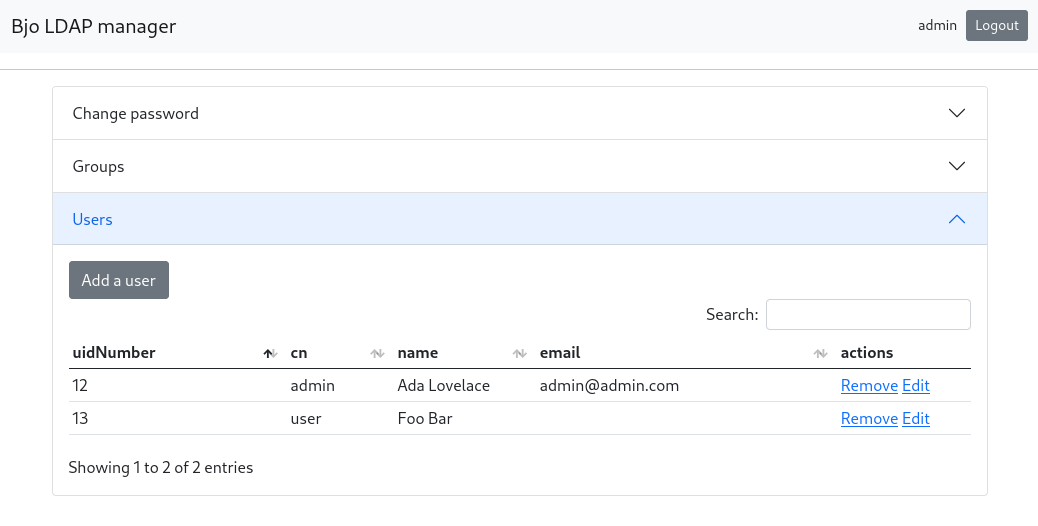 Bjo LDAP manager admin Logout
Change password
Groups
Users
Add a user
Search:
uidNumber cn name email actions
12 admin Ada Lovelace admin@admin.com Remove Edit
13 user Foo Bar Remove Edit
Showing 1 to 2 of 2 entries